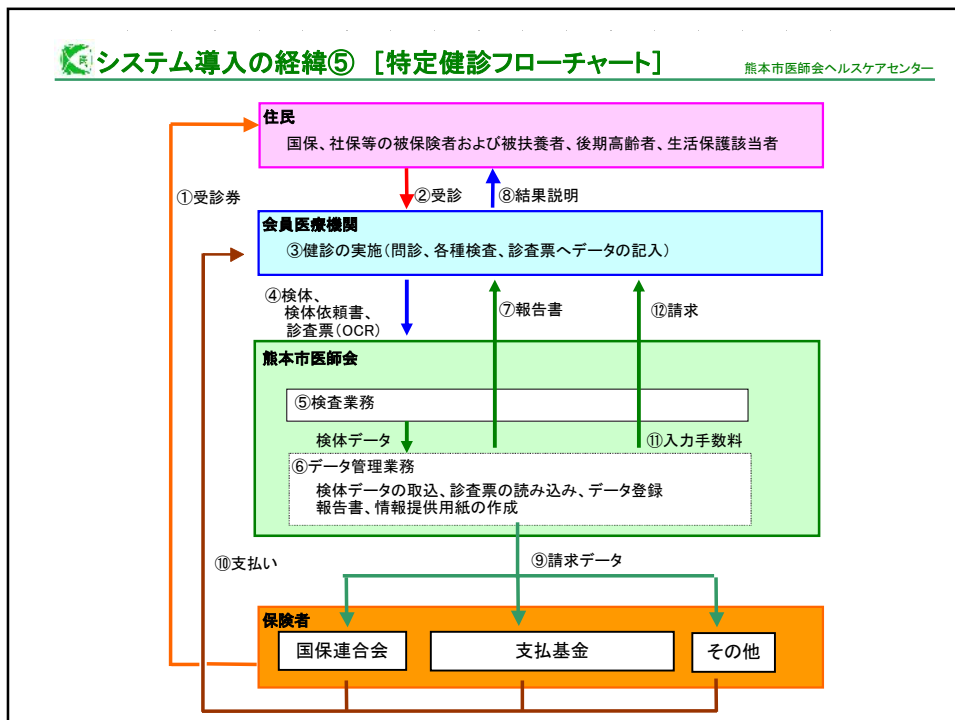 システム導入の経緯⑤ [特定健診フローチャート]
熊本市医師会ヘルスケアセンター
住民
国保、社保等の被保険者および被扶養者、後期高齢者、生活保護該当者
①受診券
②受診
⑧結果説明
会員医療機関
③健診の実施(問診、各種検査、診査票へデータの記入)
④検体、
検体依頼書、
診査票(OCR)
⑦報告書
⑫請求
熊本市医師会
⑤検査業務
検体データ
⑪入力手数料
⑥データ管理業務
検体データの取込、診査票の読み込み、データ登録
報告書、情報提供用紙の作成
⑩支払い
⑨請求データ
保険者
国保連合会
支払基金
その他